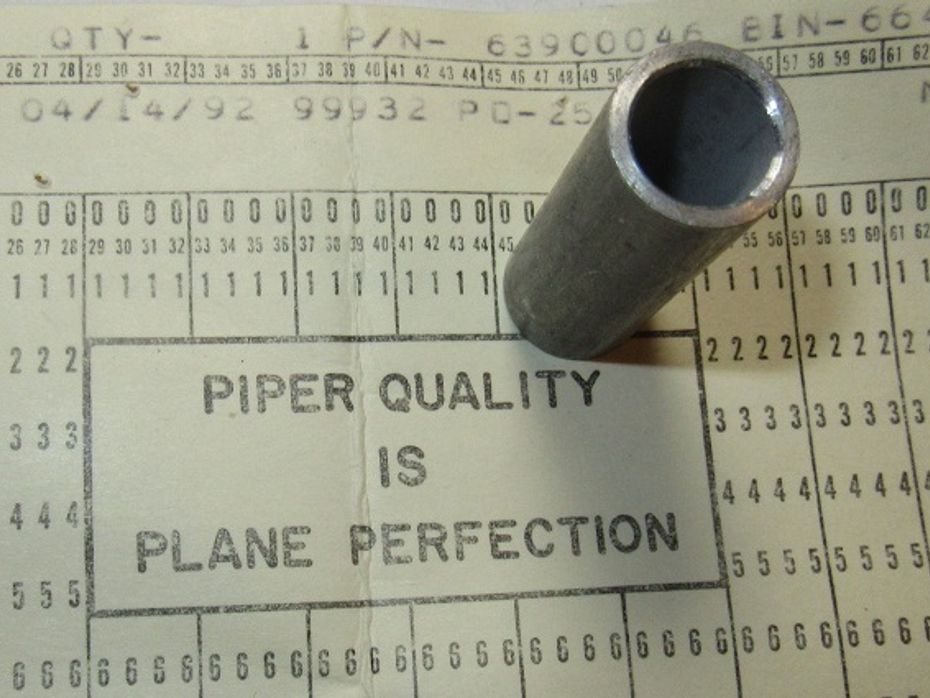 QTY- 1 P/N- 63900046 BIN-664
26 27 28 29 30 31 32 33 34 35 36 37 38 39 40 41 42 43 44 45 46 47 48 49 50 56 57 58 59 60 61 62
04/14/92 99932 PO-25
0 0 0 0 0 0 0 0 0 0 0 0 0 0 0 0 0 0 0 0 0 0 0 0 0 0 0 0
26 27 28 29 30 31 32 33 34 35 36 37 38 39 40 41 42 43 44 45 55 56 57 58 59 60 61 62
1 1 1 1 1 1 1 1 1 1 1 1 1 1 1 1 1 1 1 1 1 1 1 1 1 1 1 1
2 2 2 2 2 2 2 2 2 2 2 2
PIPER QUALITY
3 3 3 3 3 3 3 3 3 3 3 3
IS
4 4 4 4 4 4 4 4 4 4 4 4
PLANE PERFECTION
5 5 5 5 5 5 5 5 5 5 5
6 6 6 6 6 6 6 6 6 6 6 6 6 6 6 6 6 6 6 6 6 6 6 6 6 6 6 6 6 6 6 6 6 6